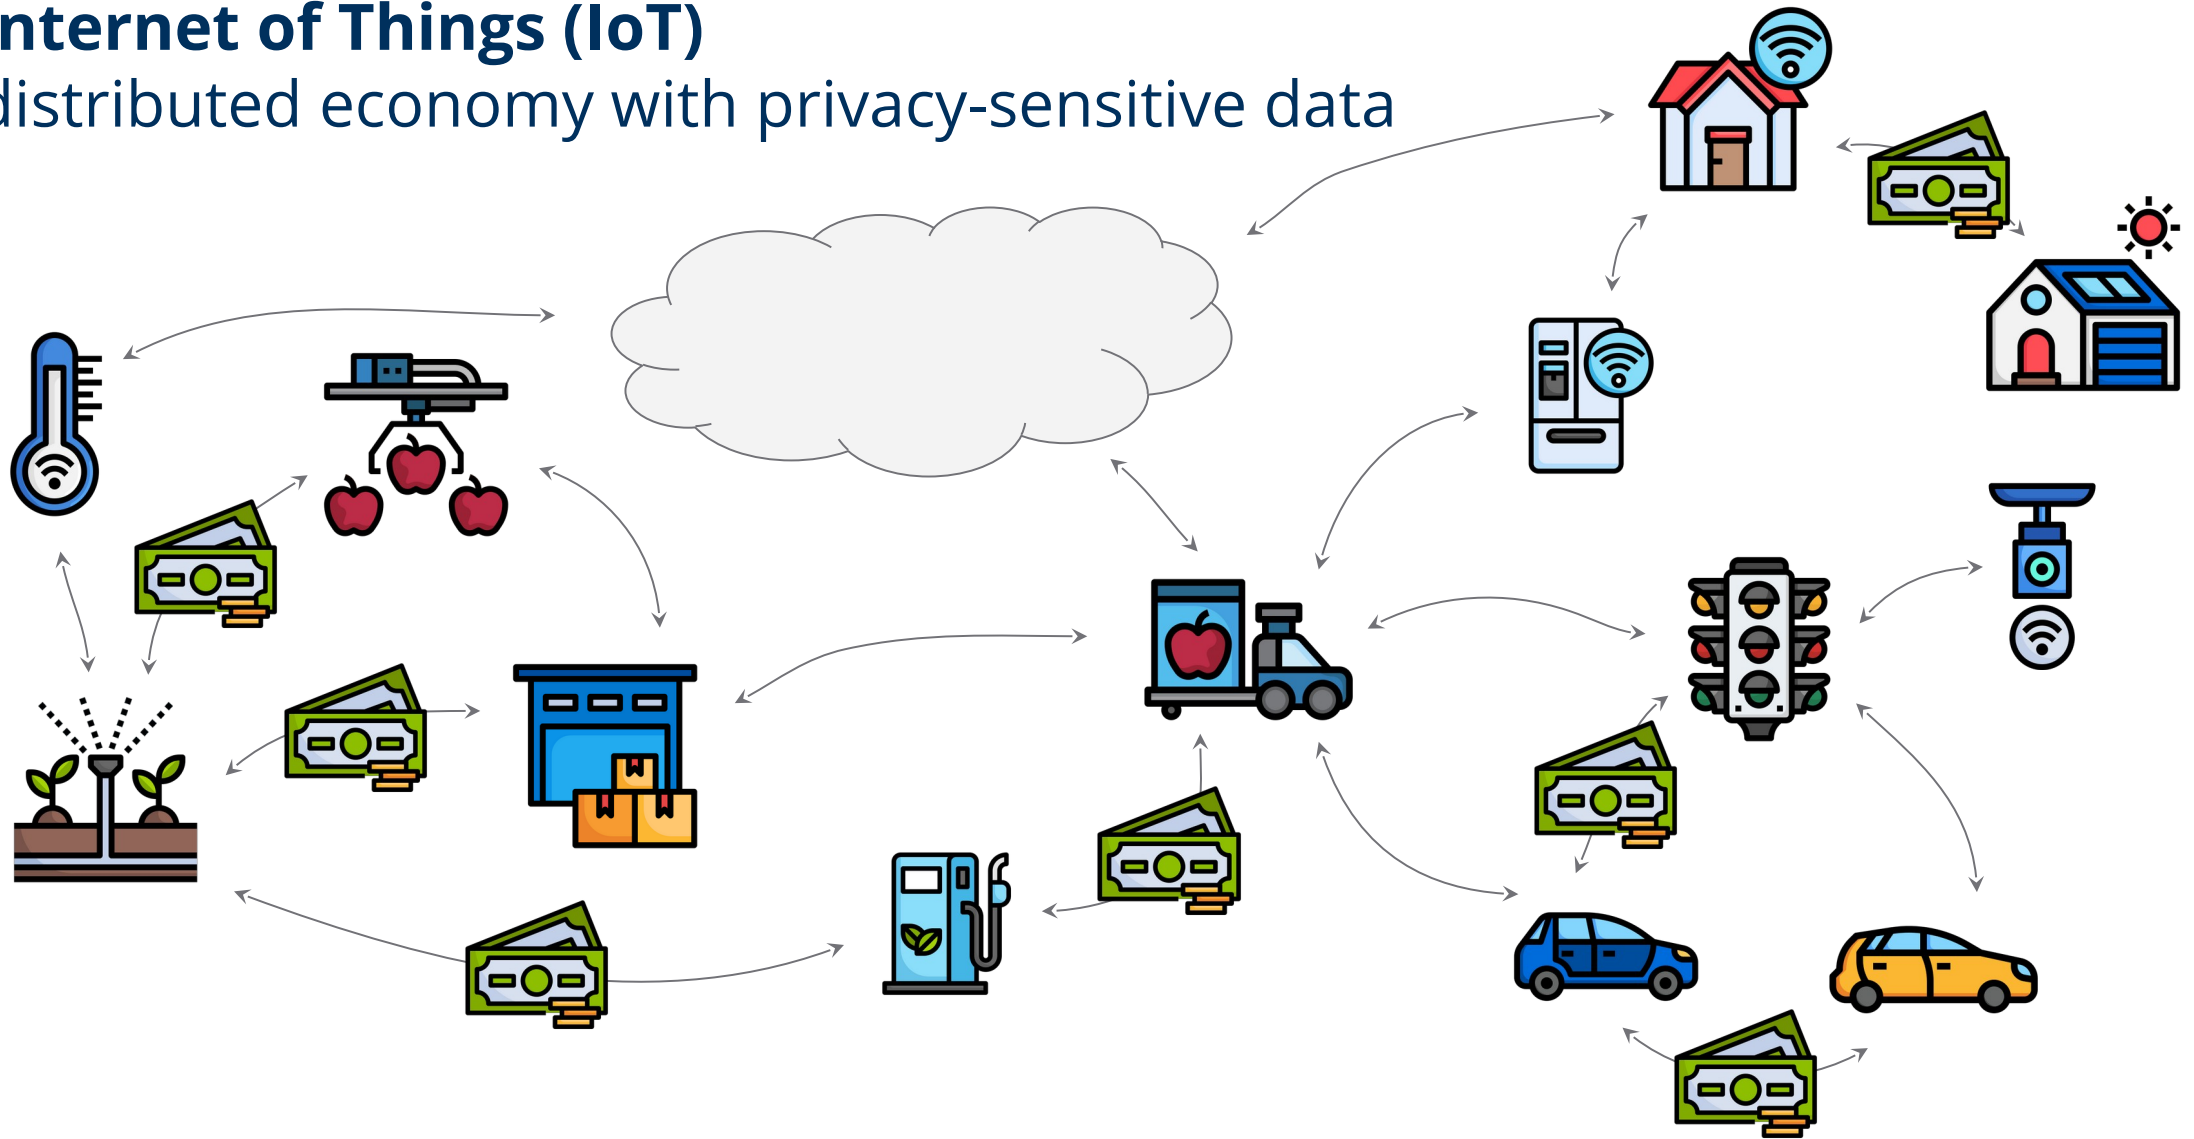 nternet of Things (IoT)
distributed economy with privacy-sensitive data